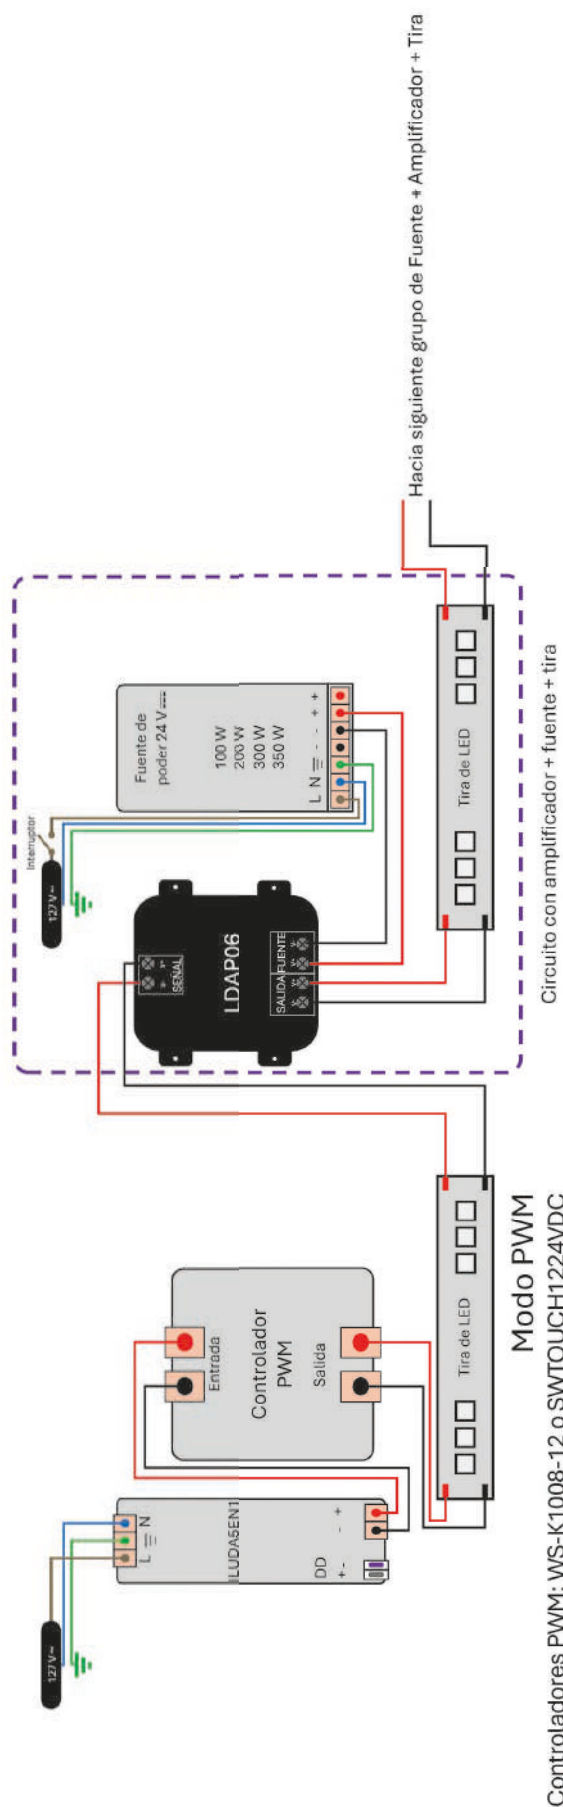 127 V ⎓
L
N
ILUDA5EN1
DD
+ -
- +
Entrada
Controlador
PWM
Salida
Tira de LED
Modo PWM
Controladores PWM: WS-K1008-12 o SWTOUCH1224VDC
127 V ~
Interruptor
SEÑAL
V- V+
LDAP06
SALIDA FUENTE
V- V+ V+ V-
Fuente de
poder 24 V ⎓
100 W
200 W
300 W
350 W
L N - - + +
Tira de LED
Circuito con amplificador + fuente + tira
Hacia siguiente grupo de Fuente + Amplificador + Tira